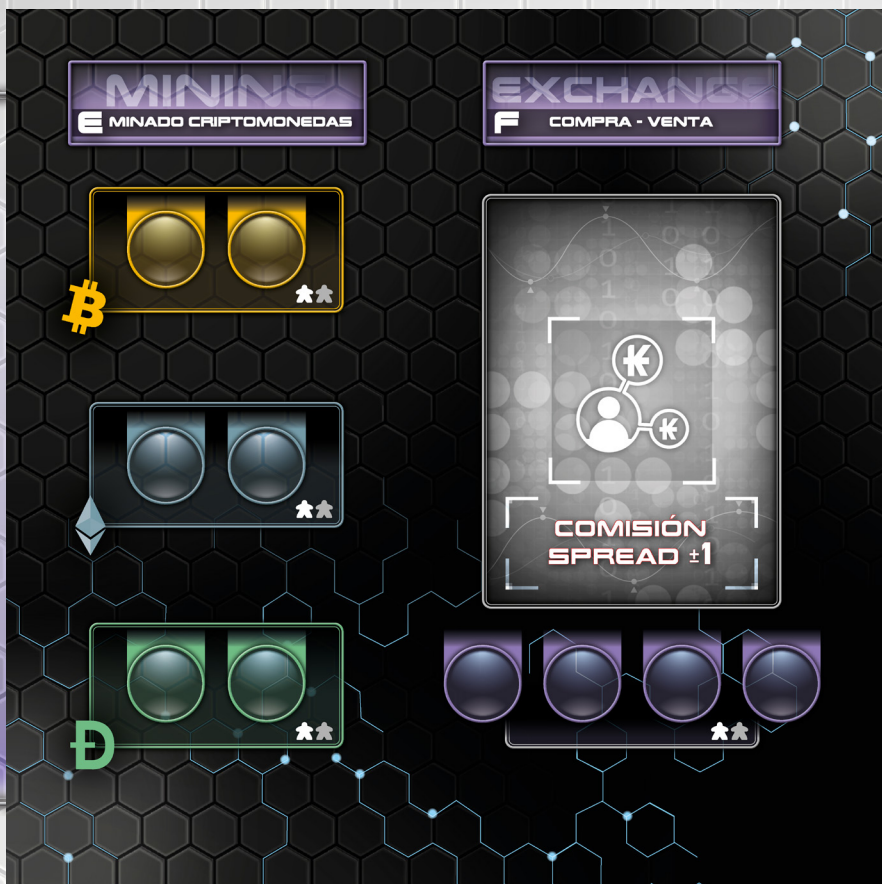 MINING
E MINADO CRIPTOMONEDAS
EXCHANGE
F COMPRA - VENTA
COMISIÓN
SPREAD ±1